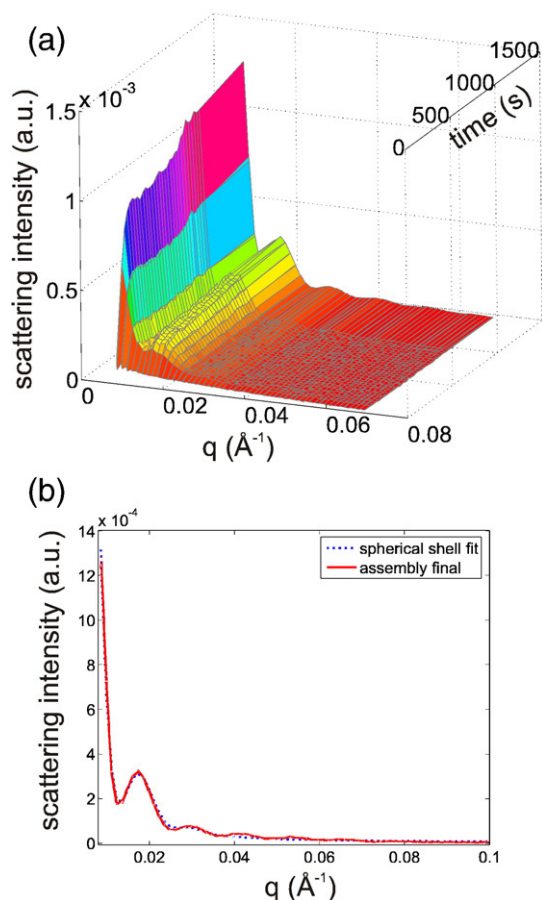 (a)
x 10⁻³
1.5
1
0.5
0
scattering intensity (a.u.)
0
0.02
0.04
0.06
0.08
q (Å⁻¹)
0
500
1000
1500
time (s)
(b)
x 10⁻⁴
14
12
10
8
6
4
2
0
scattering intensity (a.u.)
spherical shell fit
assembly final
0.02
0.04
0.06
0.08
0.1
q (Å⁻¹)